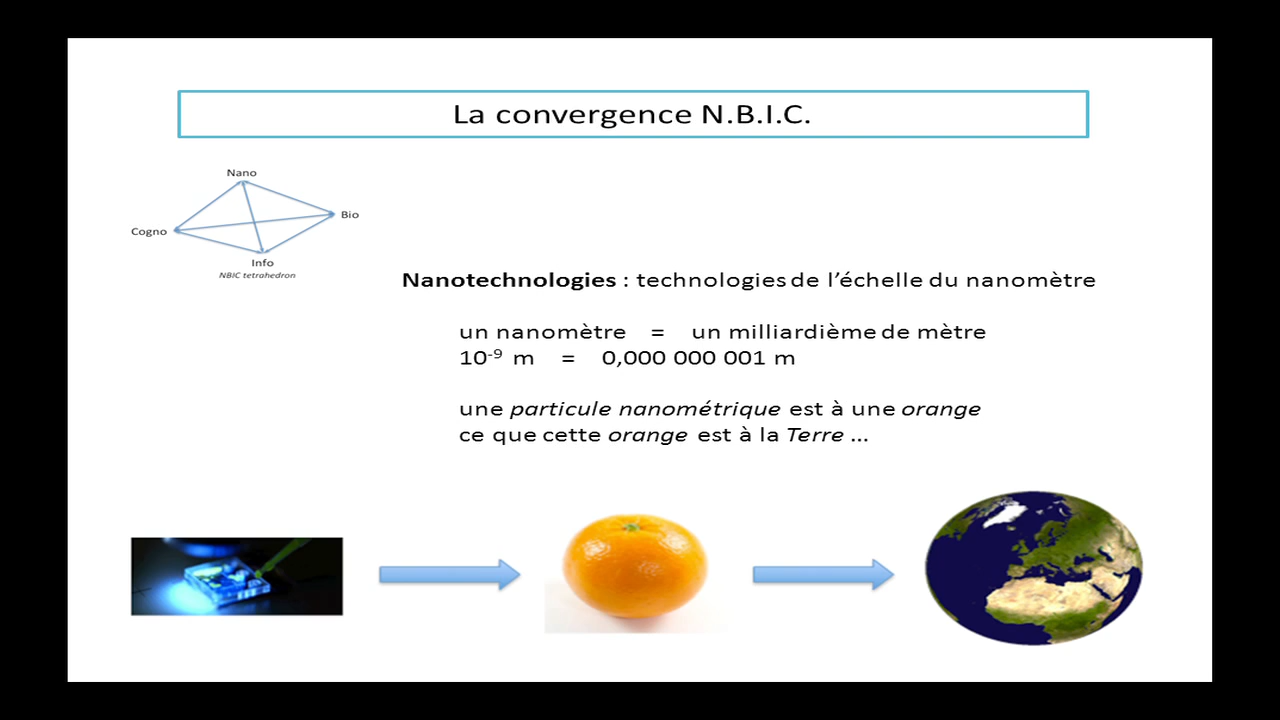 La convergence N.B.I.C.
Nano
Bio
Cogno
Info
NBIC tetrahedron
Nanotechnologies : technologies de l’échelle du nanomètre
un nanomètre = un milliardième de mètre
10⁻⁹ m = 0,000 000 001 m
une particule nanométrique est à une orange
ce que cette orange est à la Terre ...